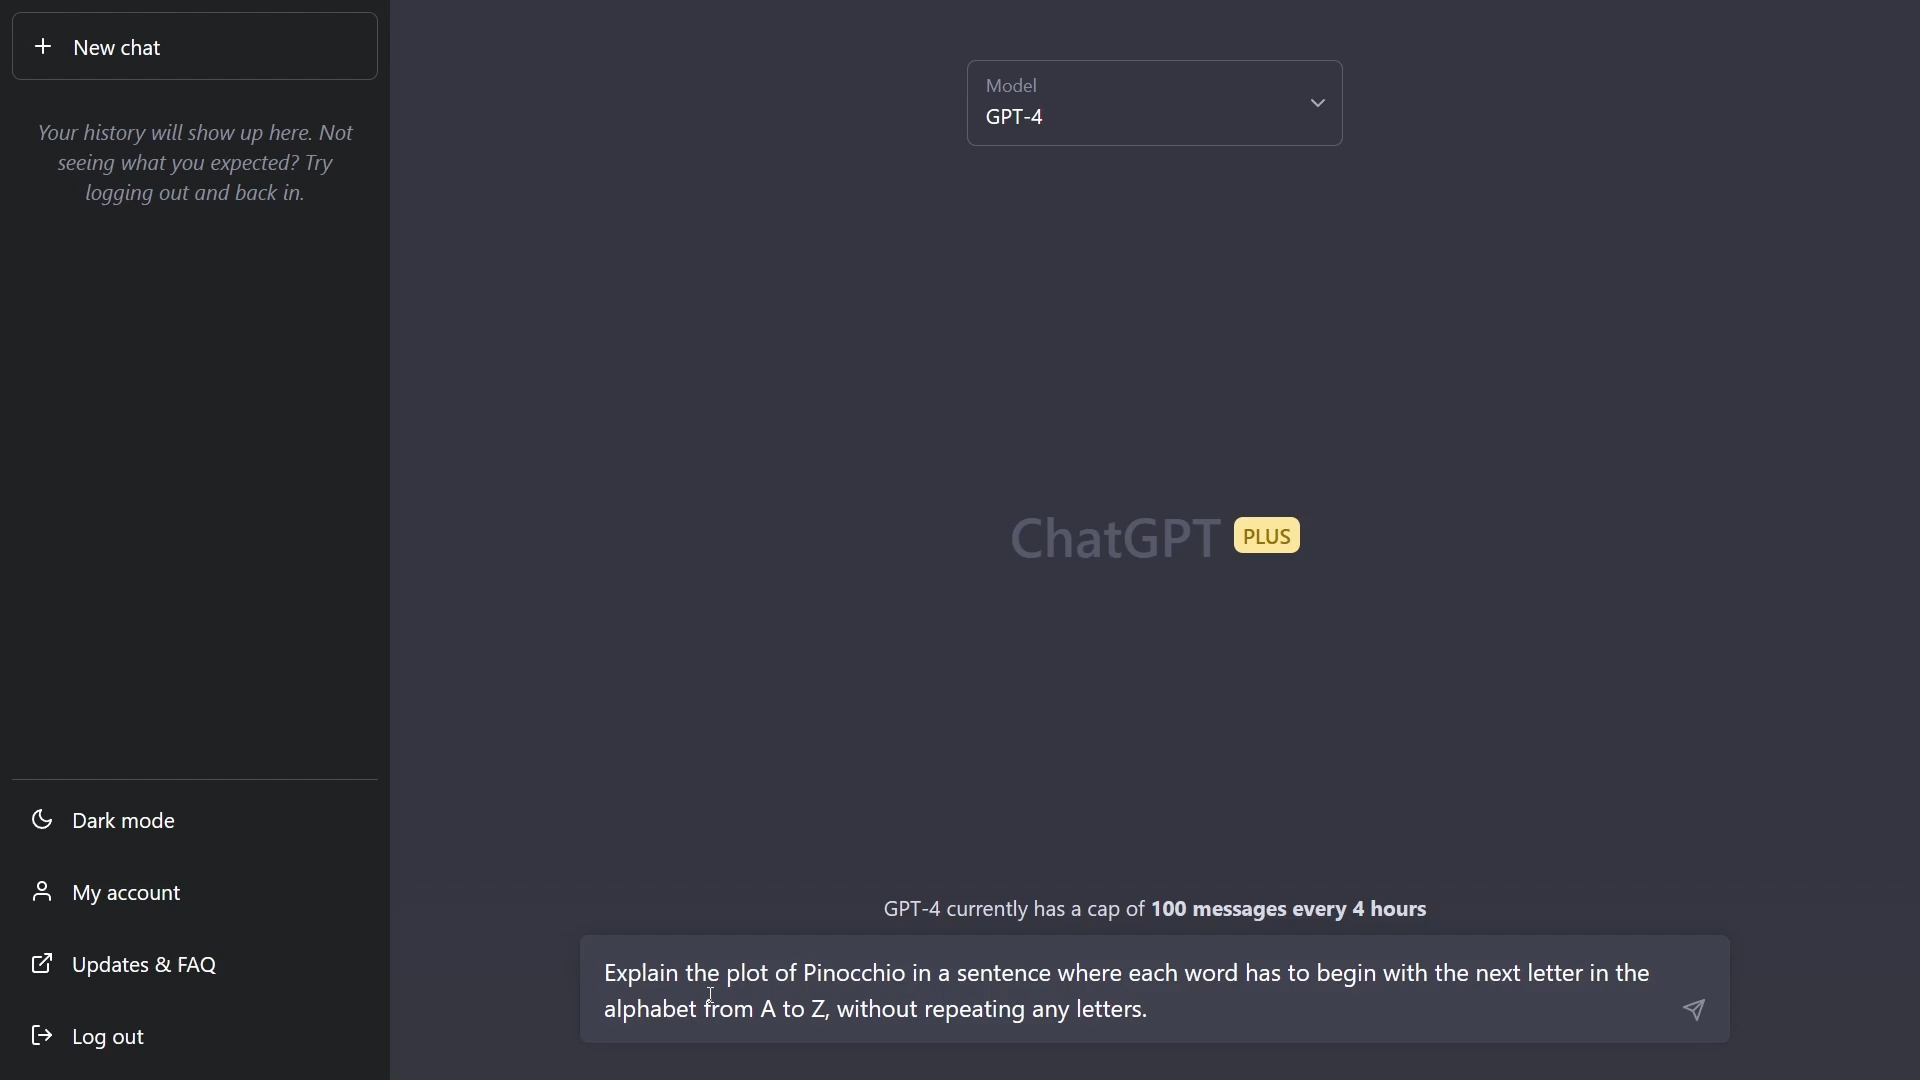 New chat
Your history will show up here. Not
seeing what you expected? Try
logging out and back in.
Dark mode
My account
Updates & FAQ
Log out
Model
GPT-4
ChatGPT PLUS
GPT-4 currently has a cap of 100 messages every 4 hours
Explain the plot of Pinocchio in a sentence where each word has to begin with the next letter in the
alphabet from A to Z, without repeating any letters.